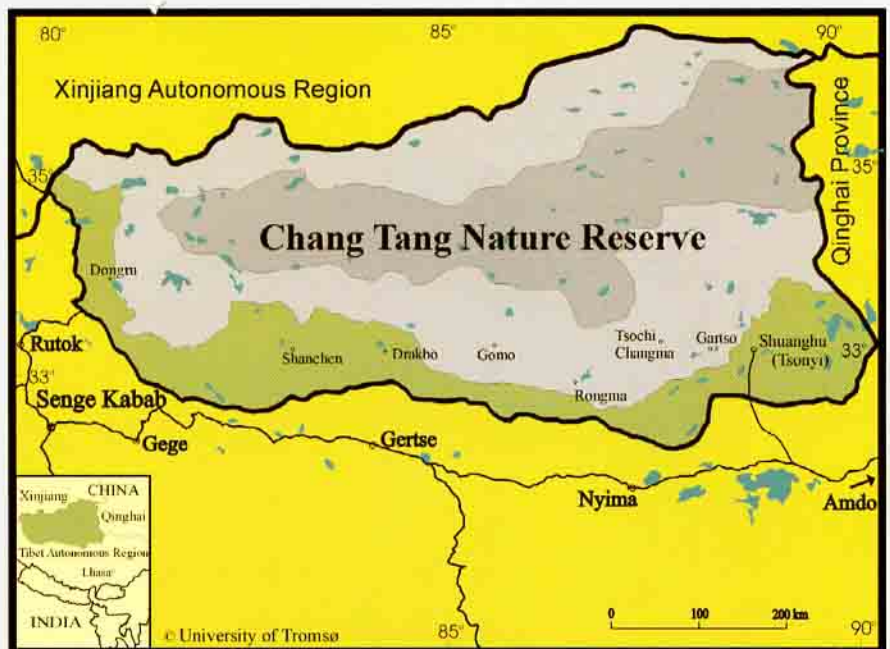 80°
85°
90°
Xinjiang Autonomous Region
Qinghai Province
35°
35°
Chang Tang Nature Reserve
Dongru
Rutok
Shanchen
Drakbo
Gomo
Tsochi
Changma
Gartso
Shuanghu
(Tsonyi)
33°
33°
Rongma
Senge Kabab
Gege
Gertse
Nyima
Amdo
Xinjiang
CHINA
Qinghai
Tibet Autonomous Region
Lhasa
INDIA
© University of Tromsø
85°
0
100
200 km
90°